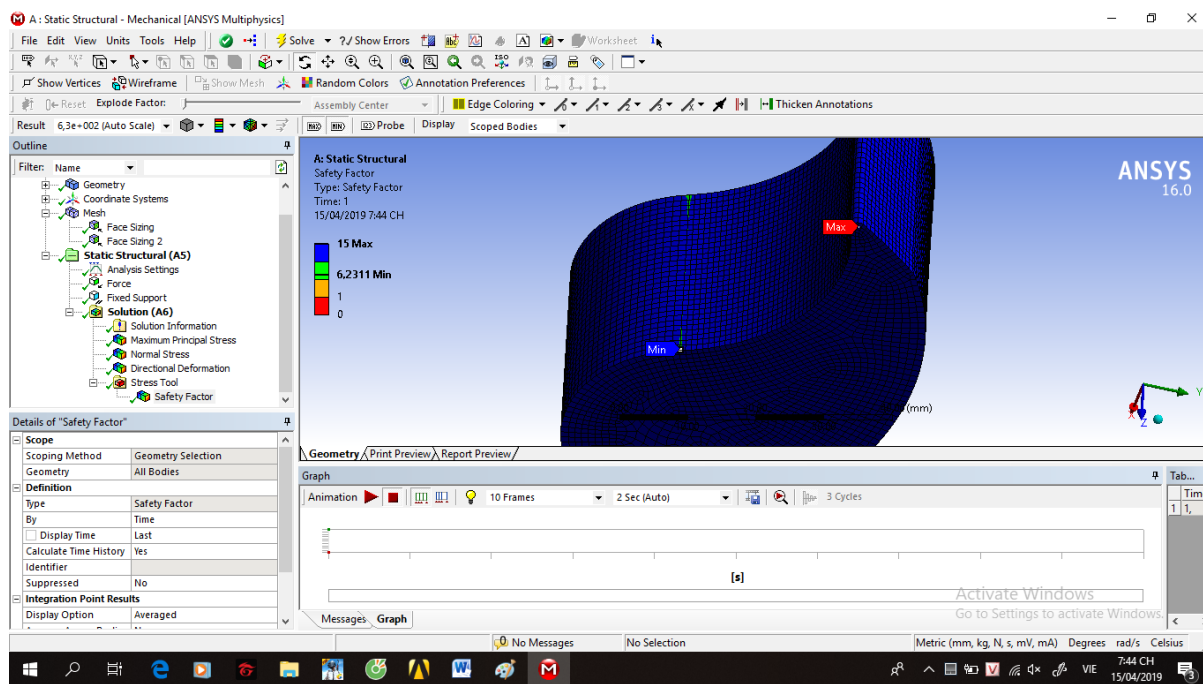 A : Static Structural - Mechanical [ANSYS Multiphysics]
File Edit View Units Tools Help Solve ?/ Show Errors Worksheet
Show Vertices Wireframe Show Mesh Random Colors Annotation Preferences
Reset Explode Factor: Assembly Center Edge Coloring Thicken Annotations
Result 6,3e+002 (Auto Scale) MAX MIN Probe Display Scoped Bodies
Outline
Filter: Name
Geometry
Coordinate Systems
Mesh
Face Sizing
Face Sizing 2
Static Structural (A5)
Analysis Settings
Force
Fixed Support
Solution (A6)
Solution Information
Maximum Principal Stress
Normal Stress
Directional Deformation
Stress Tool
Safety Factor
A: Static Structural
Safety Factor
Type: Safety Factor
Time: 1
15/04/2019 7:44 CH
15 Max
6,2311 Min
1
0
Max
Min
(mm)
ANSYS
16.0
X
Y
Z
Details of "Safety Factor"
Scope
Scoping Method Geometry Selection
Geometry All Bodies
Definition
Type Safety Factor
By Time
Display Time Last
Calculate Time History Yes
Identifier
Suppressed No
Integration Point Results
Display Option Averaged
Geometry Print Preview Report Preview
Graph
Animation 10 Frames 2 Sec (Auto) 3 Cycles
[s]
Messages Graph
Tab...
Tim
1 1,
Activate Windows
Go to Settings to activate Windows.
No Messages No Selection Metric (mm, kg, N, s, mV, mA) Degrees rad/s Celsius
VIE
7:44 CH
15/04/2019
3